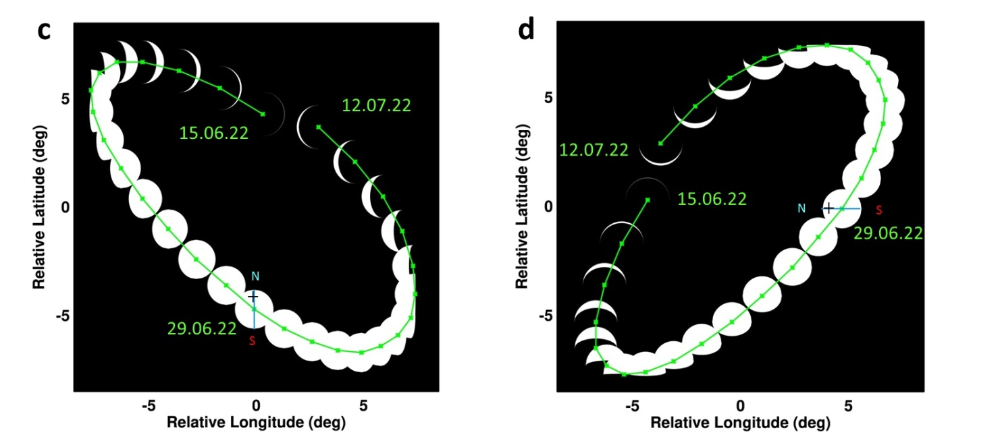 c
Relative Latitude (deg)
5
0
-5
15.06.22
12.07.22
N
29.06.22
S
-5
0
5
Relative Longitude (deg)
d
Relative Latitude (deg)
5
0
-5
12.07.22
15.06.22
N
S
29.06.22
-5
0
5
Relative Longitude (deg)